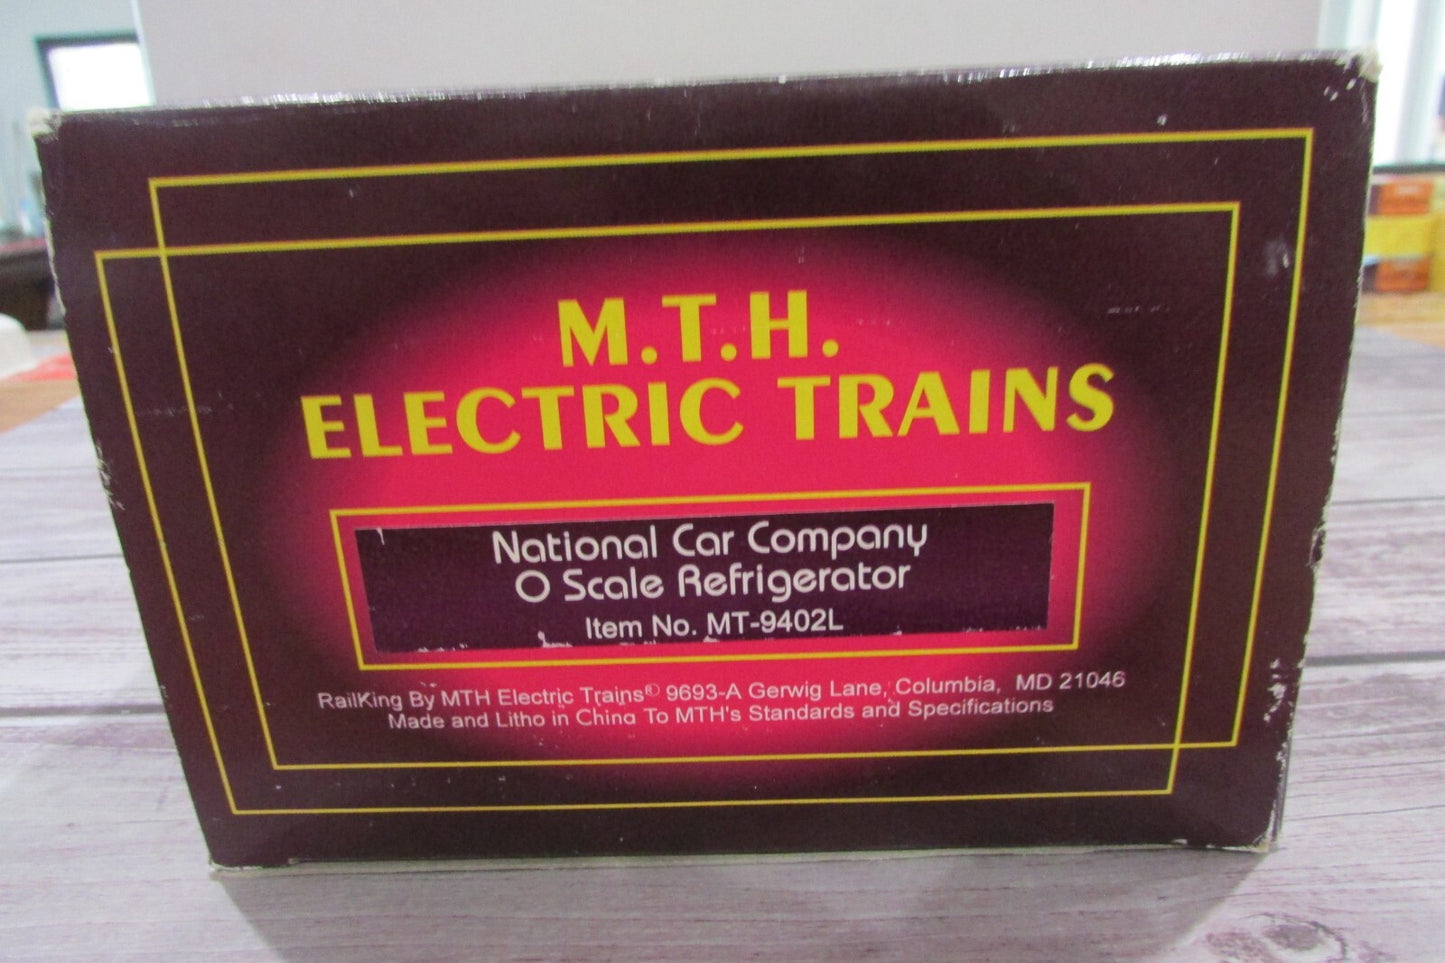 M.T.H.
ELECTRIC TRAINS
National Car Company
O Scale Refrigerator
Item No. MT-9402L
RailKing By MTH Electric Trains® 9693-A Gerwig Lane, Columbia, MD 21046
Made and Litho in China To MTH's Standards and Specifications